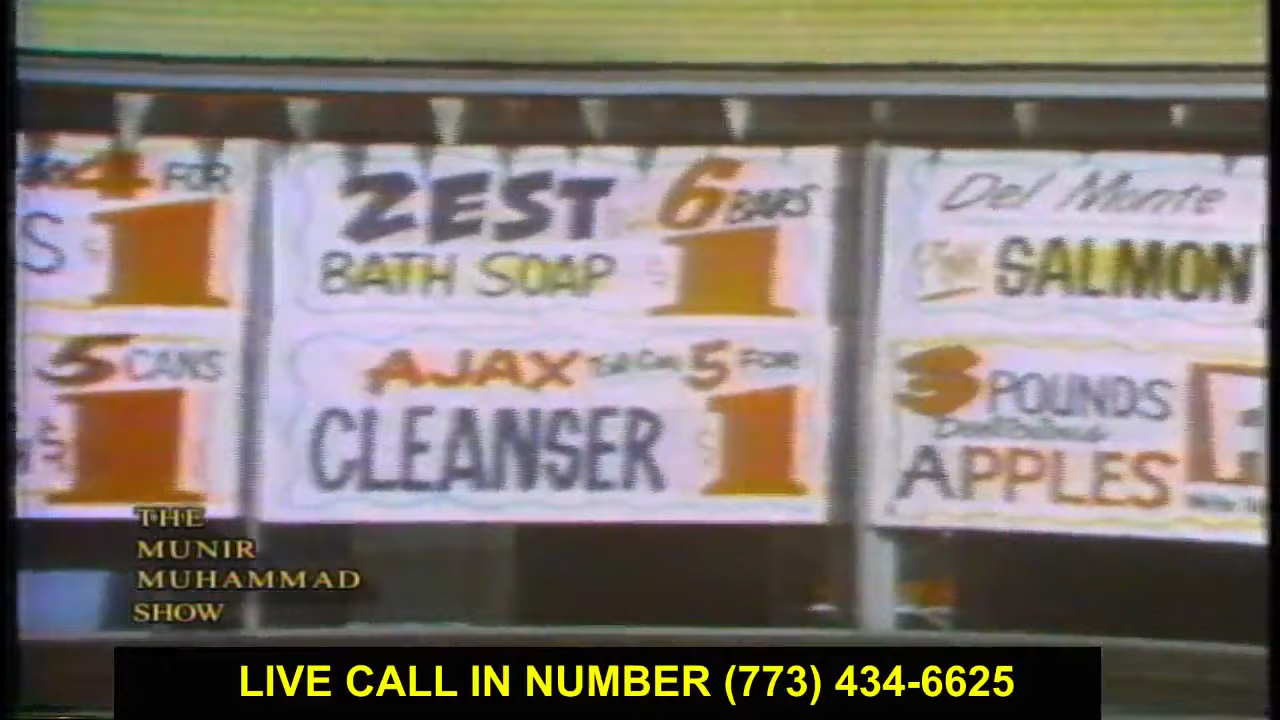 4 FOR
S 1
5 CANS
1
ZEST 6 BARS
BATH SOAP 1
AJAX 5 FOR
CLEANSER 1
Del Monte
SALMON
3 POUNDS
APPLES
THE
MUNIR
MUHAMMAD
SHOW
LIVE CALL IN NUMBER (773) 434-6625